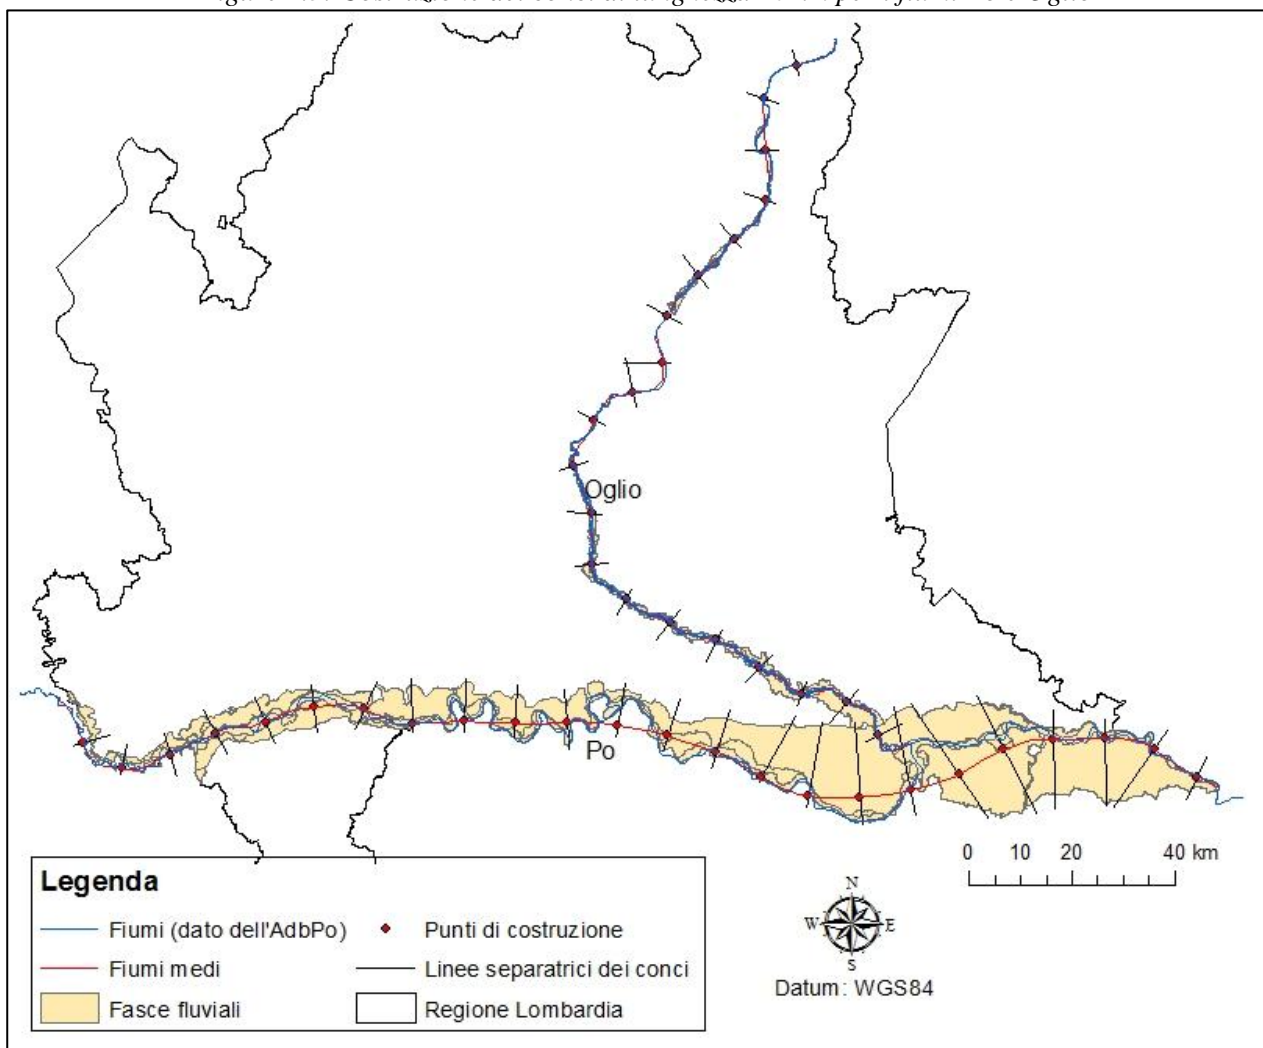 Oglio
Po
0 10 20 40 km
Legenda
Fiumi (dato dell'AdbPo)
Punti di costruzione
Fiumi medi
Linee separatrici dei conci
Fasce fluviali
Regione Lombardia
N
W E
S
Datum: WGS84